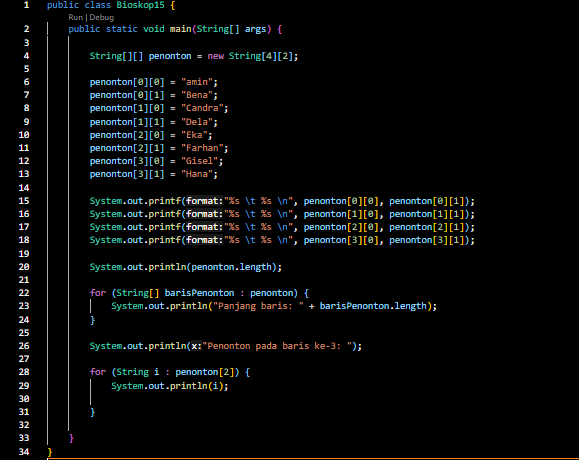 1 public class Bioskop15 {
Run | Debug
2 public static void main(String[] args) {
3
4 String[][] penonton = new String[4][2];
5
6 penonton[0][0] = "amin";
7 penonton[0][1] = "Bena";
8 penonton[1][0] = "Candra";
9 penonton[1][1] = "Dela";
10 penonton[2][0] = "Eka";
11 penonton[2][1] = "Farhan";
12 penonton[3][0] = "Gisel";
13 penonton[3][1] = "Hana";
14
15 System.out.printf(format:"%s \t %s \n", penonton[0][0], penonton[0][1]);
16 System.out.printf(format:"%s \t %s \n", penonton[1][0], penonton[1][1]);
17 System.out.printf(format:"%s \t %s \n", penonton[2][0], penonton[2][1]);
18 System.out.printf(format:"%s \t %s \n", penonton[3][0], penonton[3][1]);
19
20 System.out.println(penonton.length);
21
22 for (String[] barisPenonton : penonton) {
23 System.out.println("Panjang baris: " + barisPenonton.length);
24 }
25
26 System.out.println(x:"Penonton pada baris ke-3: ");
27
28 for (String i : penonton[2]) {
29 System.out.println(i);
30
31 }
32
33 }
34 }